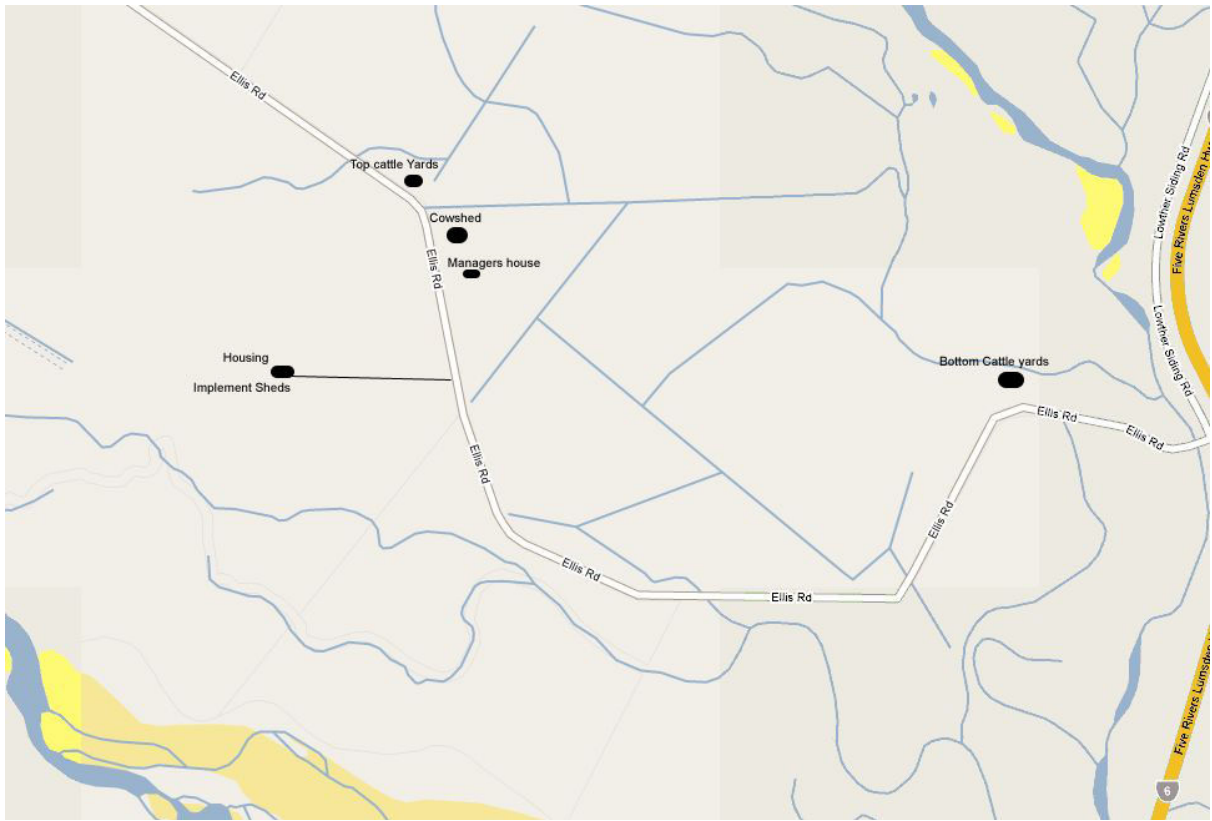 Ellis Rd
Top cattle Yards
Cowshed
Ellis Rd
Managers house
Housing
Implement Sheds
Bottom Cattle yards
Lowther Siding Rd
Five Rivers Lumsden Hwy
Lowther Siding Rd
Ellis Rd
Ellis Rd
Ellis Rd
Ellis Rd
Ellis Rd
Ellis Rd
Five Rivers Lumsden
6